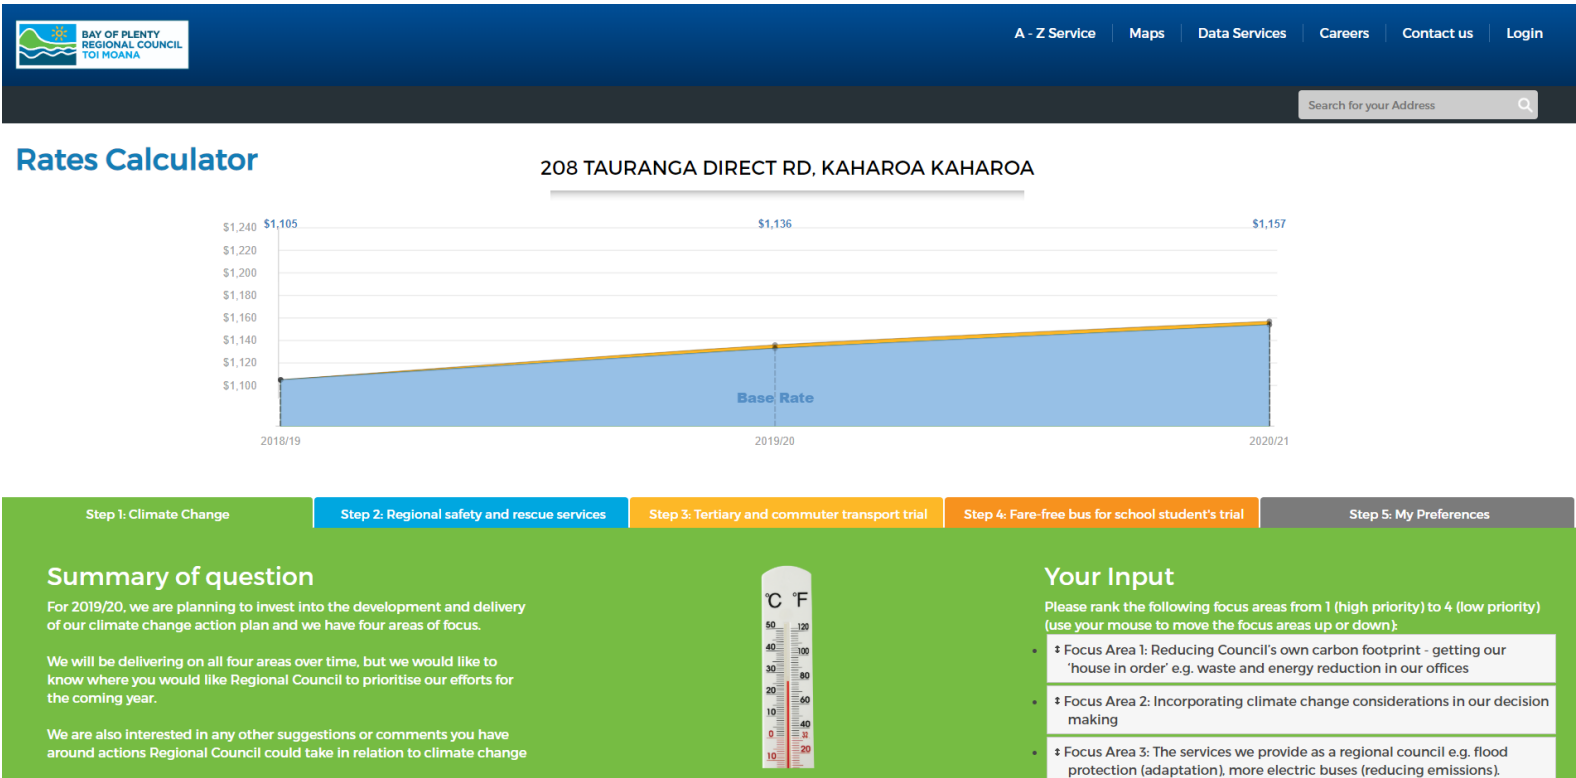 BAY OF PLENTY
REGIONAL COUNCIL
TOI MOANA
A - Z Service
Maps
Data Services
Careers
Contact us
Login
Search for your Address
Rates Calculator
208 TAURANGA DIRECT RD, KAHAROA KAHAROA
$1,105
$1,136
$1,157
$1,240
$1,220
$1,200
$1,180
$1,160
$1,140
$1,120
$1,100
Base Rate
2018/19
2019/20
2020/21
Step 1: Climate Change
Step 2: Regional safety and rescue services
Step 3: Tertiary and commuter transport trial
Step 4: Fare-free bus for school student's trial
Step 5: My Preferences
Summary of question
For 2019/20, we are planning to invest into the development and delivery
of our climate change action plan and we have four areas of focus.
We will be delivering on all four areas over time, but we would like to
know where you would like Regional Council to prioritise our efforts for
the coming year.
We are also interested in any other suggestions or comments you have
around actions Regional Council could take in relation to climate change
°C °F
50 120
40 100
30 80
20 60
10 40
0 32
10 20
Your Input
Please rank the following focus areas from 1 (high priority) to 4 (low priority)
(use your mouse to move the focus areas up or down):
Focus Area 1: Reducing Council's own carbon footprint - getting our
'house in order' e.g. waste and energy reduction in our offices
Focus Area 2: Incorporating climate change considerations in our decision
making
Focus Area 3: The services we provide as a regional council e.g. flood
protection (adaptation), more electric buses (reducing emissions).